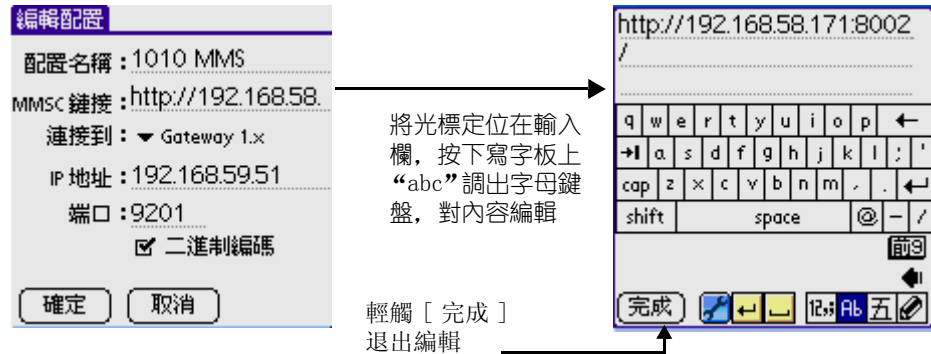 編輯配置
配置名稱：1010 MMS
MMSC 鏈接：http://192.168.58.
連接到：Gateway 1.x
IP 地址：192.168.59.51
端口：9201
二進制編碼
確定 取消
將光標定位在輸入
欄，按下寫字板上
“abc”調出字母鍵
盤，對內容編輯
輕觸［完成］
退出編輯
http://192.168.58.171:8002
/
q w e r t y u i o p
a s d f g h j k l ; '
cap z x c v b n m , .
shift space @ - /
前9
完成 12,; Ab 五